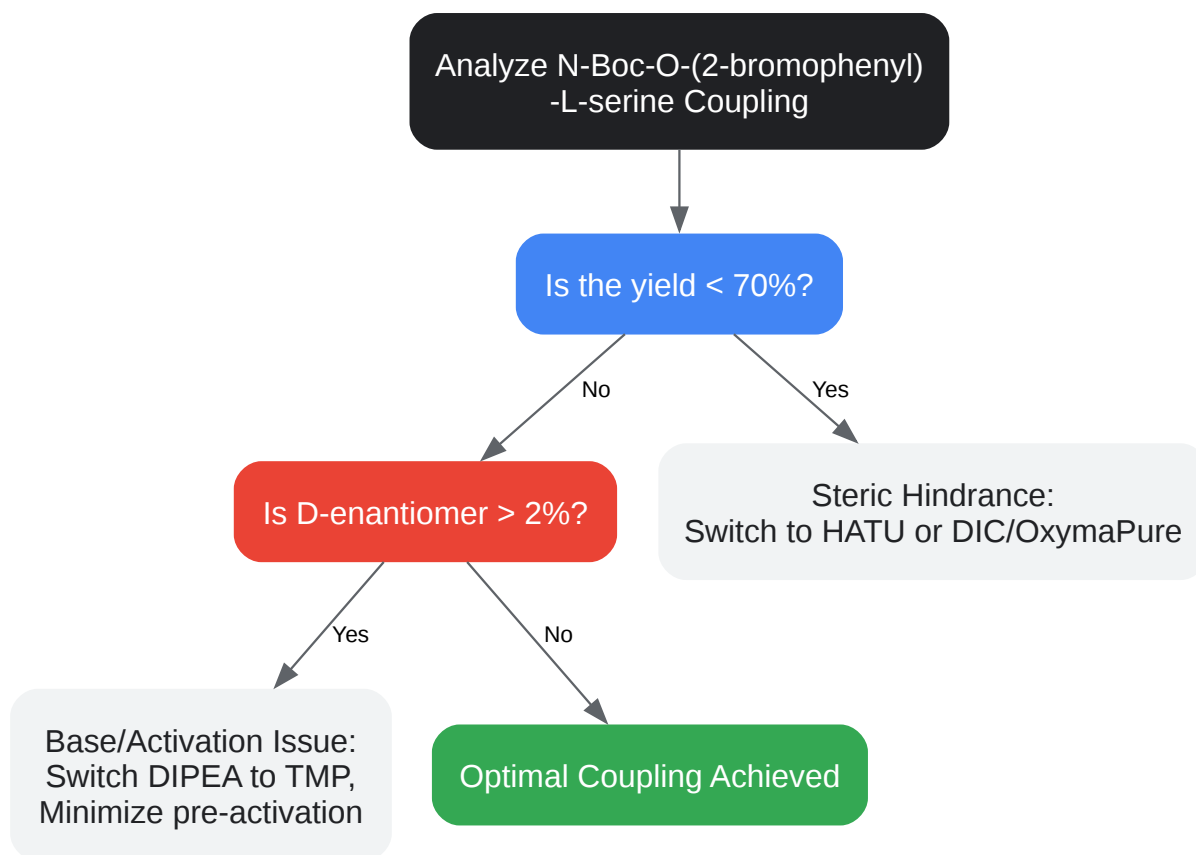 Analyze N-Boc-O-(2-bromophenyl)
-L-serine Coupling
Is the yield < 70%?
No
Yes
Is D-enantiomer > 2%?
Steric Hindrance:
Switch to HATU or DIC/OxymaPure
Yes
No
Base/Activation Issue:
Switch DIPEA to TMP,
Minimize pre-activation
Optimal Coupling Achieved